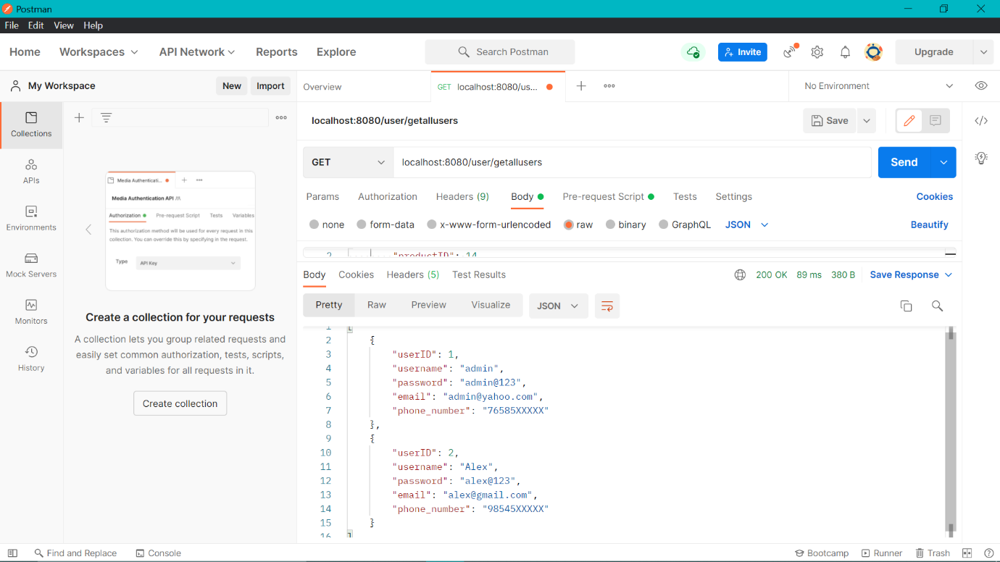 Postman
File Edit View Help
Home Workspaces API Network Reports Explore Search Postman Invite Upgrade
My Workspace New Import Overview GET localhost:8080/us... No Environment
Collections
APIs
Environments
Mock Servers
Monitors
History
Media Authenticati...
Media Authentication API
Authorization Pre-request Script Tests Variables
This authorization method will be used for every request in this
collection. You can override this by specifying in the request.
Type API Key
Create a collection for your requests
A collection lets you group related requests and
easily set common authorization, tests, scripts,
and variables for all requests in it.
Create collection
localhost:8080/user/getallusers Save
GET localhost:8080/user/getallusers Send
Params Authorization Headers (9) Body Pre-request Script Tests Settings Cookies
none form-data x-www-form-urlencoded raw binary GraphQL JSON Beautify
2 "productID": 14
Body Cookies Headers (5) Test Results 200 OK 89 ms 380 B Save Response
Pretty Raw Preview Visualize JSON
1 [
2 {
3 "userID": 1,
4 "username": "admin",
5 "password": "admin@123",
6 "email": "admin@yahoo.com",
7 "phone_number": "76585XXXXX"
8 },
9 {
10 "userID": 2,
11 "username": "Alex",
12 "password": "alex@123",
13 "email": "alex@gmail.com",
14 "phone_number": "98545XXXXX"
15 }
16 ]
Find and Replace Console Bootcamp Runner Trash